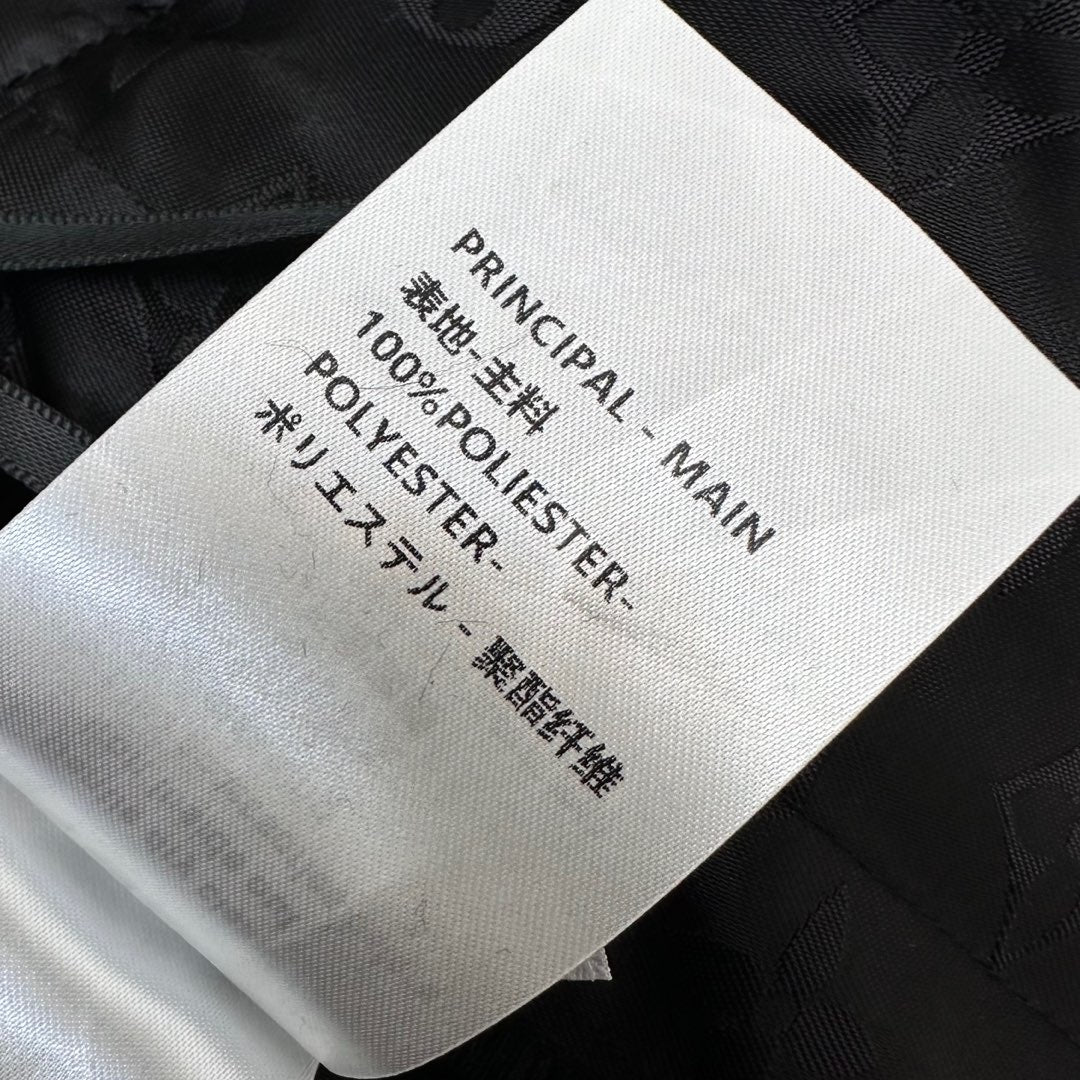 PRINCIPAL - MAIN
表地-主料
100%POLIESTER-
POLYESTER-
ポリエステル - 聚酯纤维